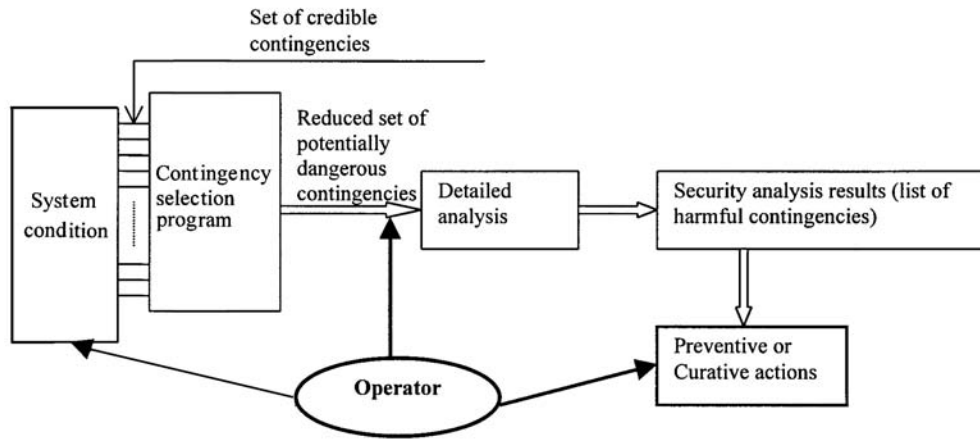 Set of credible
contingencies
Reduced set of
potentially
dangerous
contingencies
System
condition
Contingency
selection
program
Detailed
analysis
Security analysis results (list of
harmful contingencies)
Preventive or
Curative actions
Operator